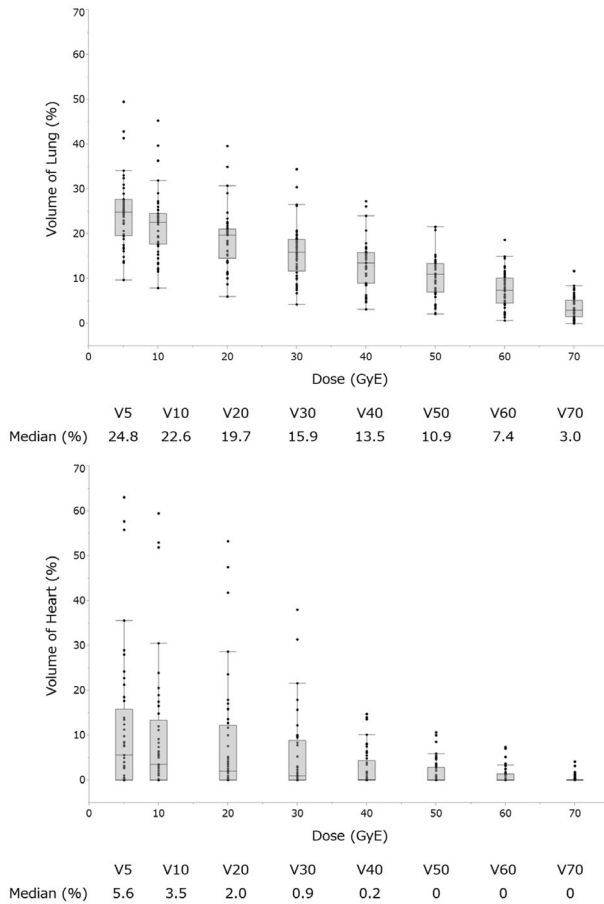 70
60
50
40
30
20
10
0
Volume of Lung (%)
0 10 20 30 40 50 60 70
Dose (GyE)
V5 V10 V20 V30 V40 V50 V60 V70
Median (%) 24.8 22.6 19.7 15.9 13.5 10.9 7.4 3.0
70
60
50
40
30
20
10
0
Volume of Heart (%)
0 10 20 30 40 50 60 70
Dose (GyE)
V5 V10 V20 V30 V40 V50 V60 V70
Median (%) 5.6 3.5 2.0 0.9 0.2 0 0 0